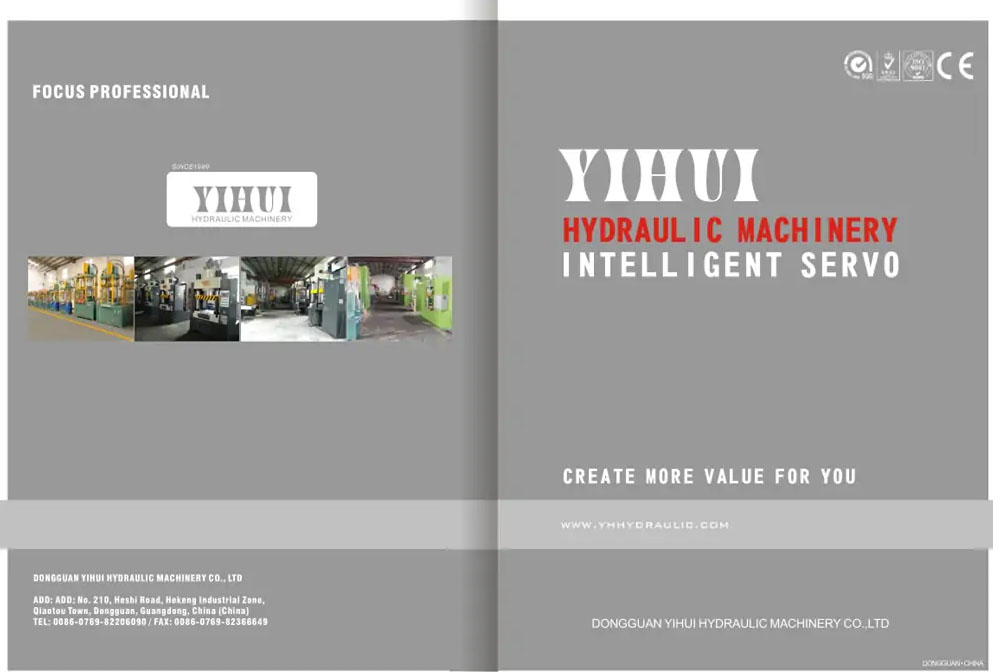 FOCUS PROFESSIONAL
SINCE1999
YIHUI
HYDRAULIC MACHINERY
DONGGUAN YIHUI HYDRAULIC MACHINERY CO., LTD
ADD: ADD: No. 210, Heshi Road, Hekeng Industrial Zone,
Qiaotou Town, Dongguan, Guangdong, China (China)
TEL: 0086-0769-82206090 / FAX: 0086-0769-82366649
SGS
ISO
9001
CE
YIHUI
HYDRAULIC MACHINERY
INTELLIGENT SERVO
CREATE MORE VALUE FOR YOU
WWW.YHHYDRAULIC.COM
DONGGUAN YIHUI HYDRAULIC MACHINERY CO.,LTD
DONGGUAN·CHINA